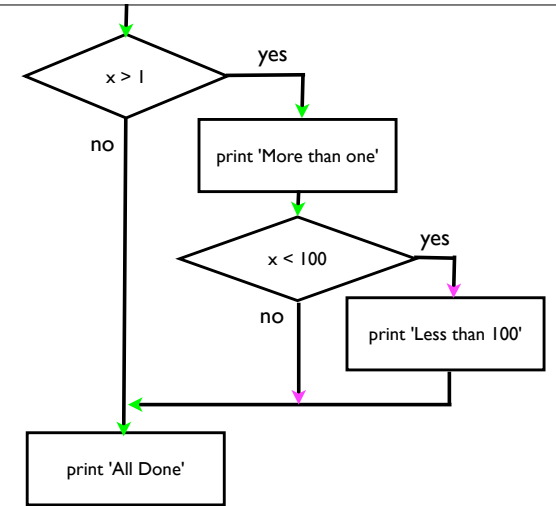 x > 1
yes
no
print 'More than one'
x < 100
yes
no
print 'Less than 100'
print 'All Done'